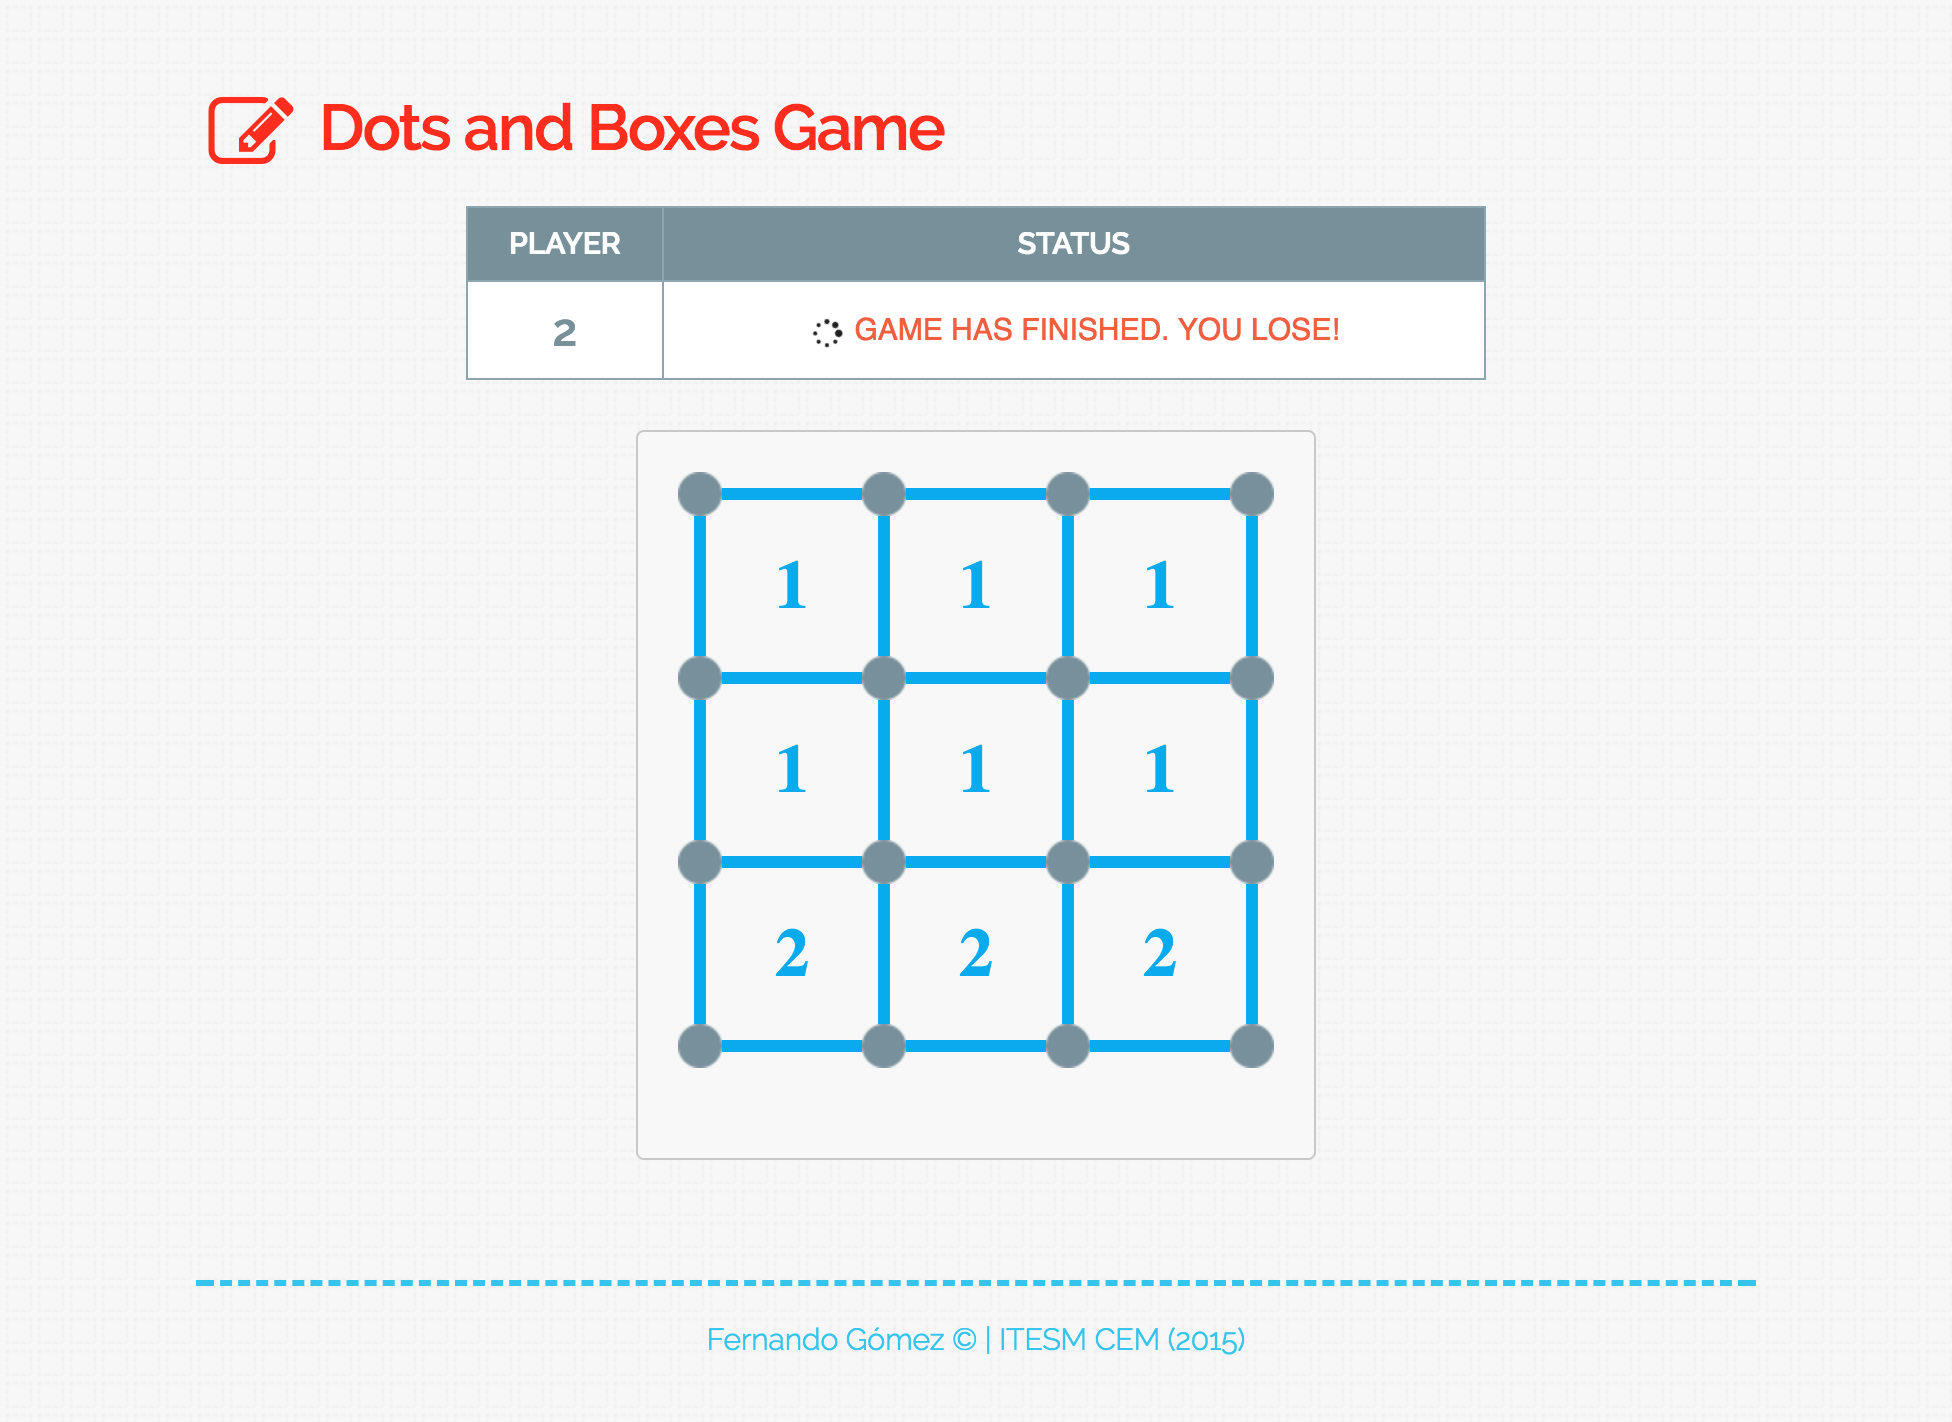 Dots and Boxes Game
PLAYER STATUS
2 GAME HAS FINISHED. YOU LOSE!
1 1 1
1 1 1
2 2 2
Fernando Gómez © | ITESM CEM (2015)